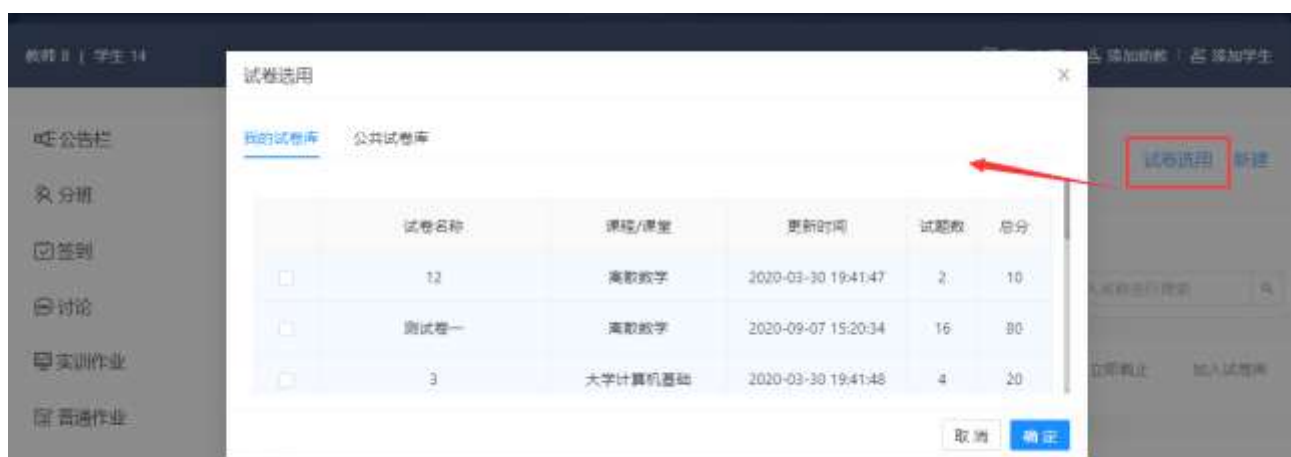 教师 8 | 学生 14
添加助教 | 添加学生
试卷选用
我的试卷库 公共试卷库
试卷选用 新建
公告栏
分班
签到
讨论
实训作业
普通作业
试卷名称 课程/课堂 更新时间 试题数 总分
12 离散数学 2020-03-30 19:41:47 2 10
测试卷一 离散数学 2020-09-07 15:20:34 16 80
3 大学计算机基础 2020-03-30 19:41:48 4 20
立即截止 加入试卷库
取消 确定